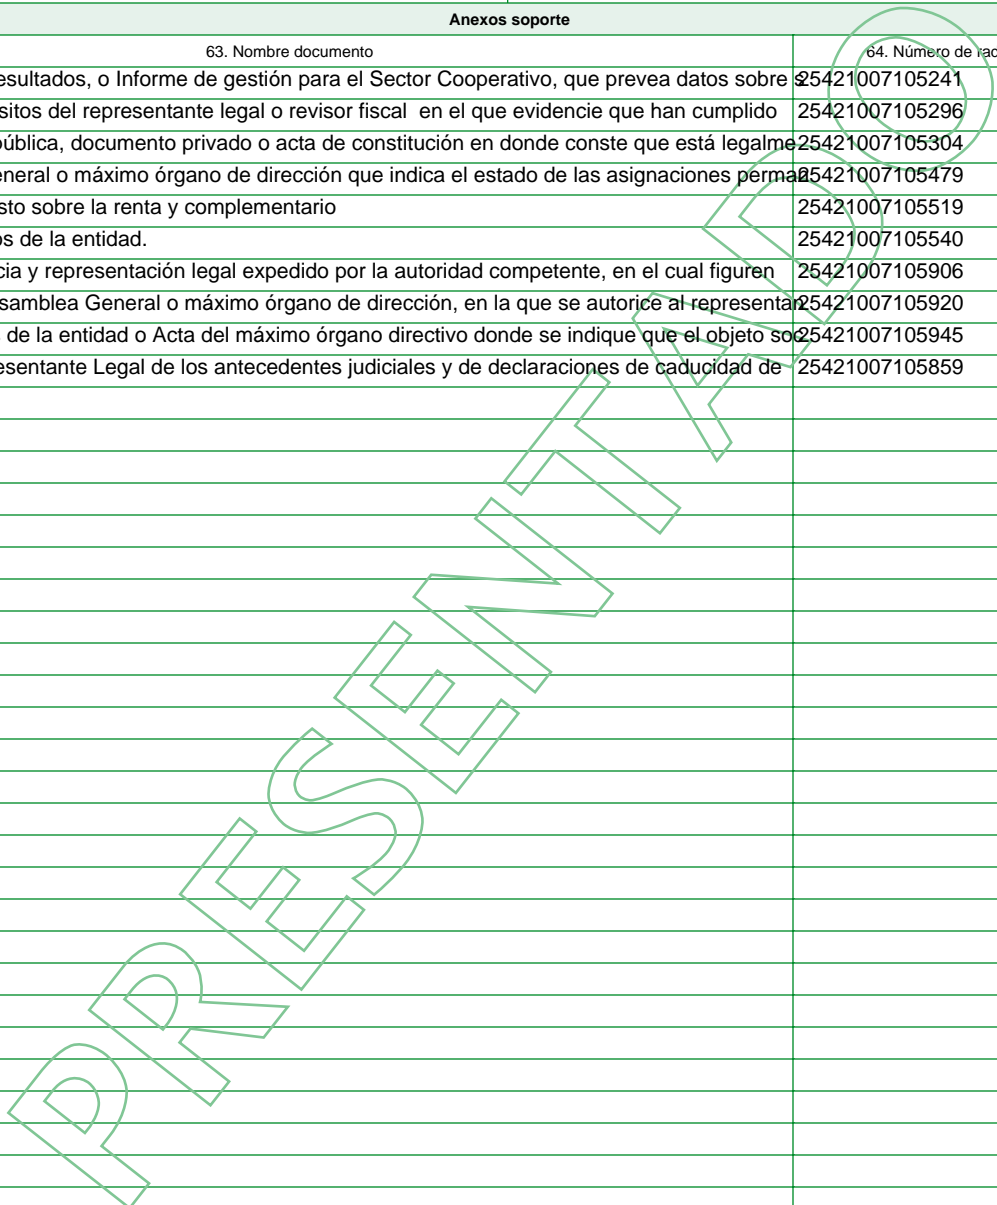 Anexos soporte
63. Nombre documento 64. Número de rad
esultados, o Informe de gestión para el Sector Cooperativo, que prevea datos sobre s 25421007105241
sitos del representante legal o revisor fiscal en el que evidencie que han cumplido 25421007105296
pública, documento privado o acta de constitución en donde conste que está legalme 25421007105304
eneral o máximo órgano de dirección que indica el estado de las asignaciones perman 25421007105479
sto sobre la renta y complementario 25421007105519
os de la entidad. 25421007105540
cia y representación legal expedido por la autoridad competente, en el cual figuren 25421007105906
samblea General o máximo órgano de dirección, en la que se autorice al representan 25421007105920
s de la entidad o Acta del máximo órgano directivo donde se indique que el objeto soc 25421007105945
esentante Legal de los antecedentes judiciales y de declaraciones de caducidad de 25421007105859
PRESENTADO